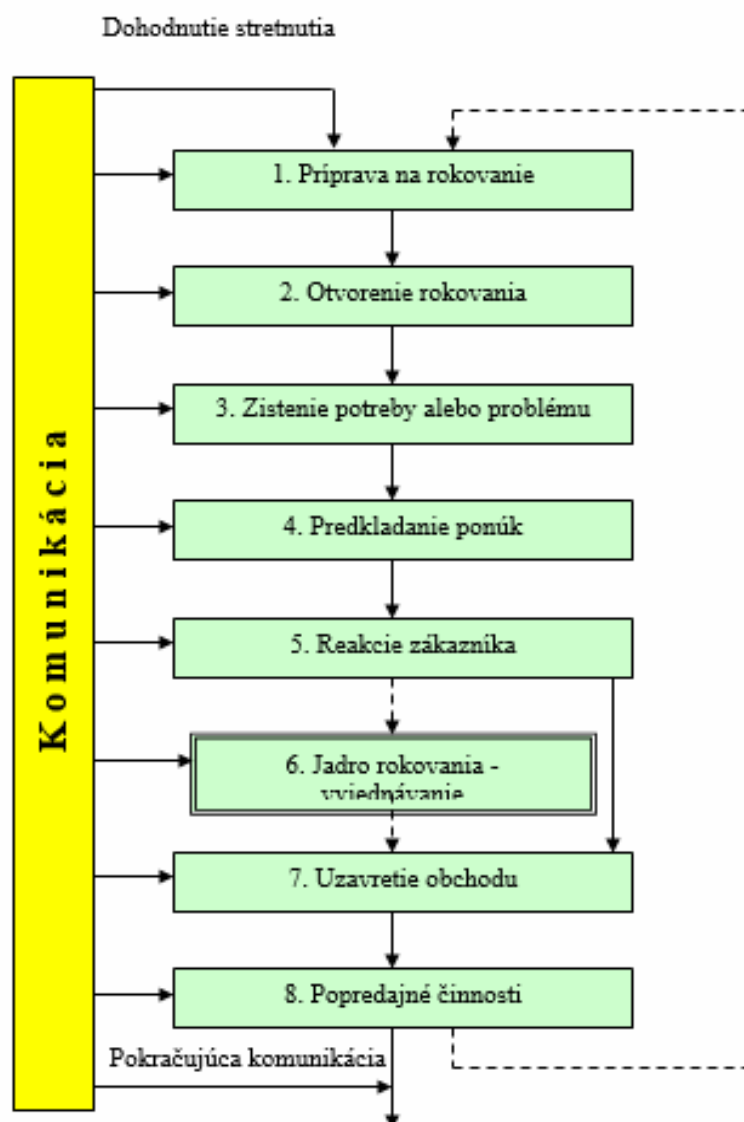 Dohodnutie stretnutia
Komunikácia
1. Príprava na rokovanie
2. Otvorenie rokovania
3. Zistenie potreby alebo problému
4. Predkladanie ponúk
5. Reakcie zákazníka
6. Jadro rokovania -
vyjednávanie
7. Uzavretie obchodu
8. Popredajné činnosti
Pokračujúca komunikácia